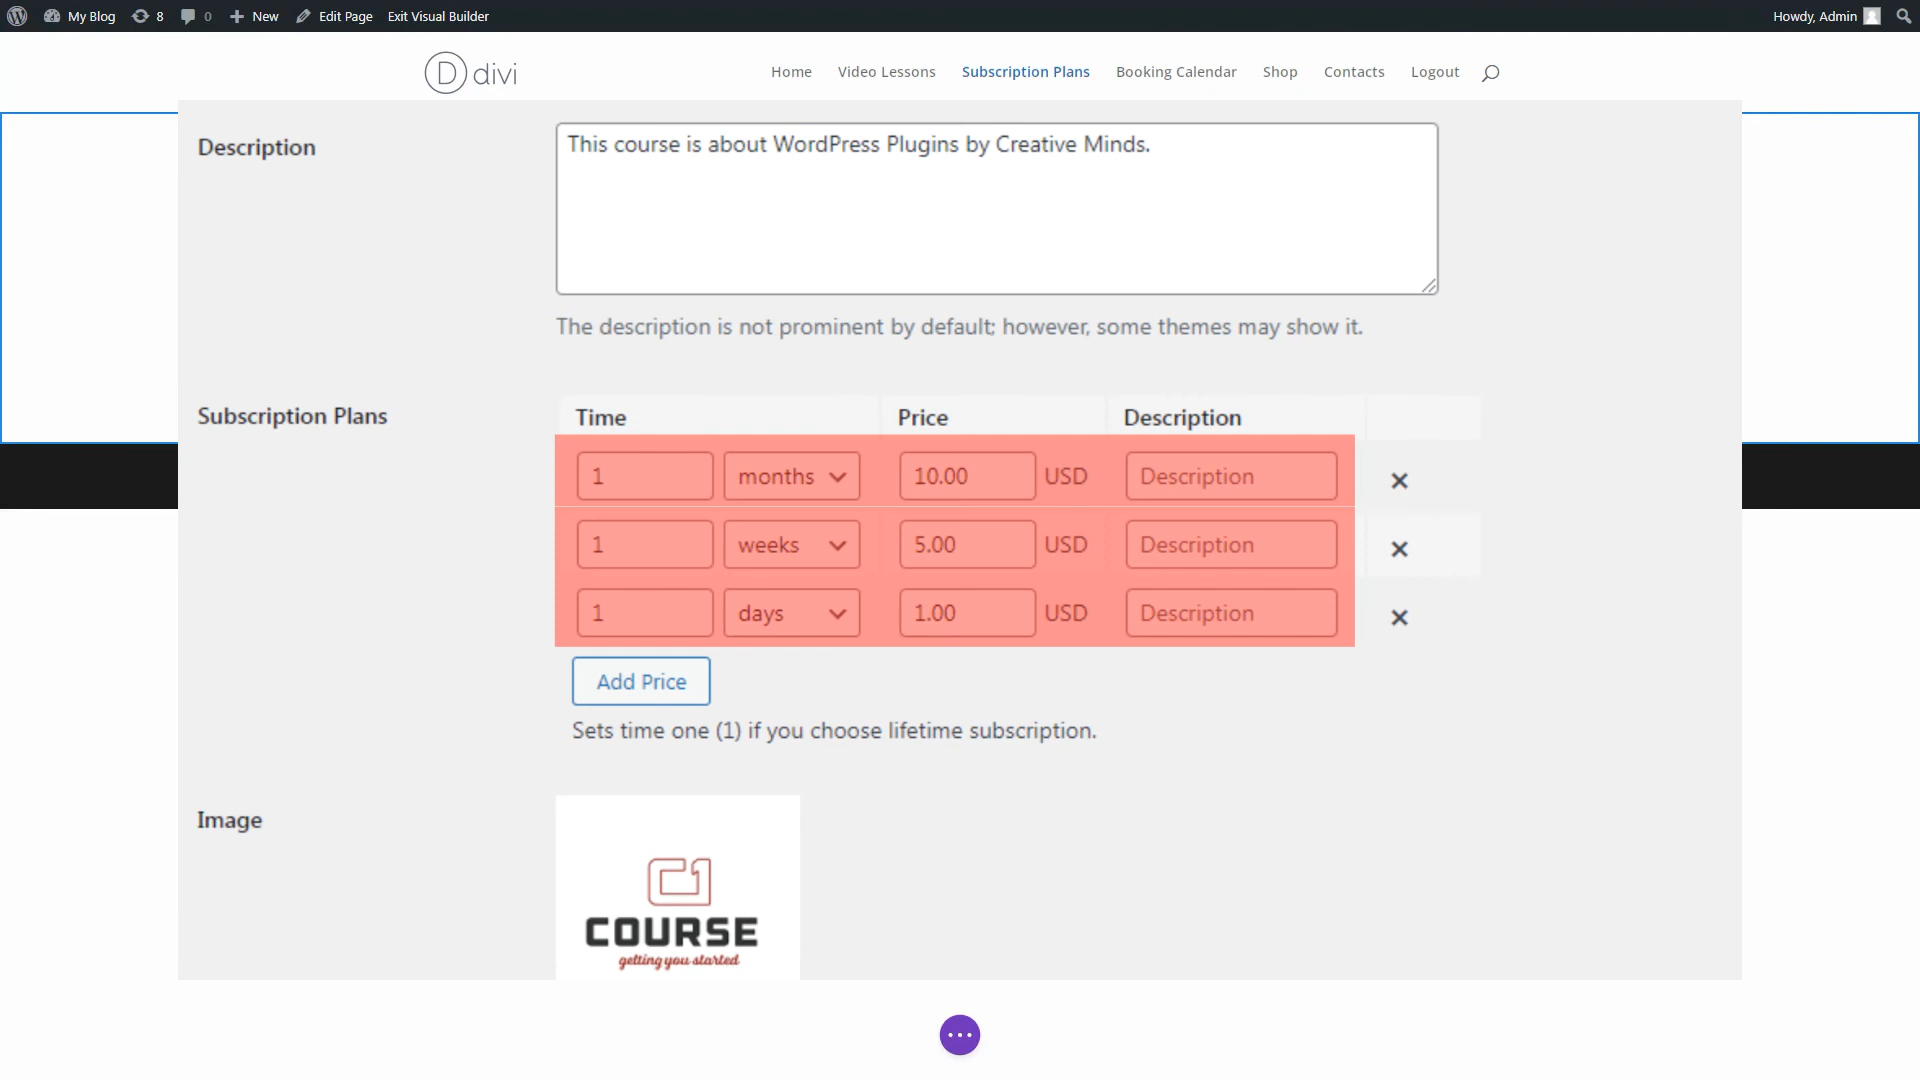 My Blog 8 0 New Edit Page Exit Visual Builder Howdy, Admin
D divi Home Video Lessons Subscription Plans Booking Calendar Shop Contacts Logout
Description This course is about WordPress Plugins by Creative Minds.
The description is not prominent by default; however, some themes may show it.
Subscription Plans Time Price Description
1 months 10.00 USD Description
1 weeks 5.00 USD Description
1 days 1.00 USD Description
Add Price
Sets time one (1) if you choose lifetime subscription.
Image
C1
COURSE
getting you started